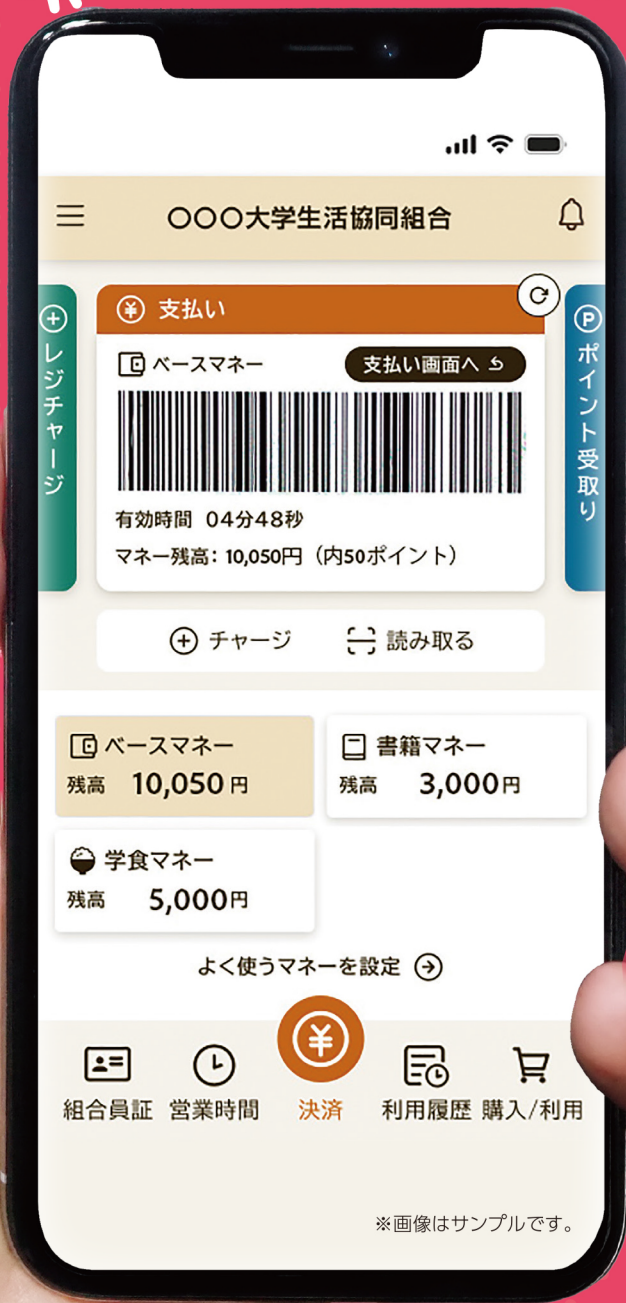 〇〇〇大学生活協同組合
レジチャージ
支払い
ポイント受取り
ベースマネー
支払い画面へ
有効時間 04分48秒
マネー残高：10,050円（内50ポイント）
チャージ
読み取る
ベースマネー
残高 10,050円
書籍マネー
残高 3,000円
学食マネー
残高 5,000円
よく使うマネーを設定
組合員証
営業時間
決済
利用履歴
購入/利用
※画像はサンプルです。